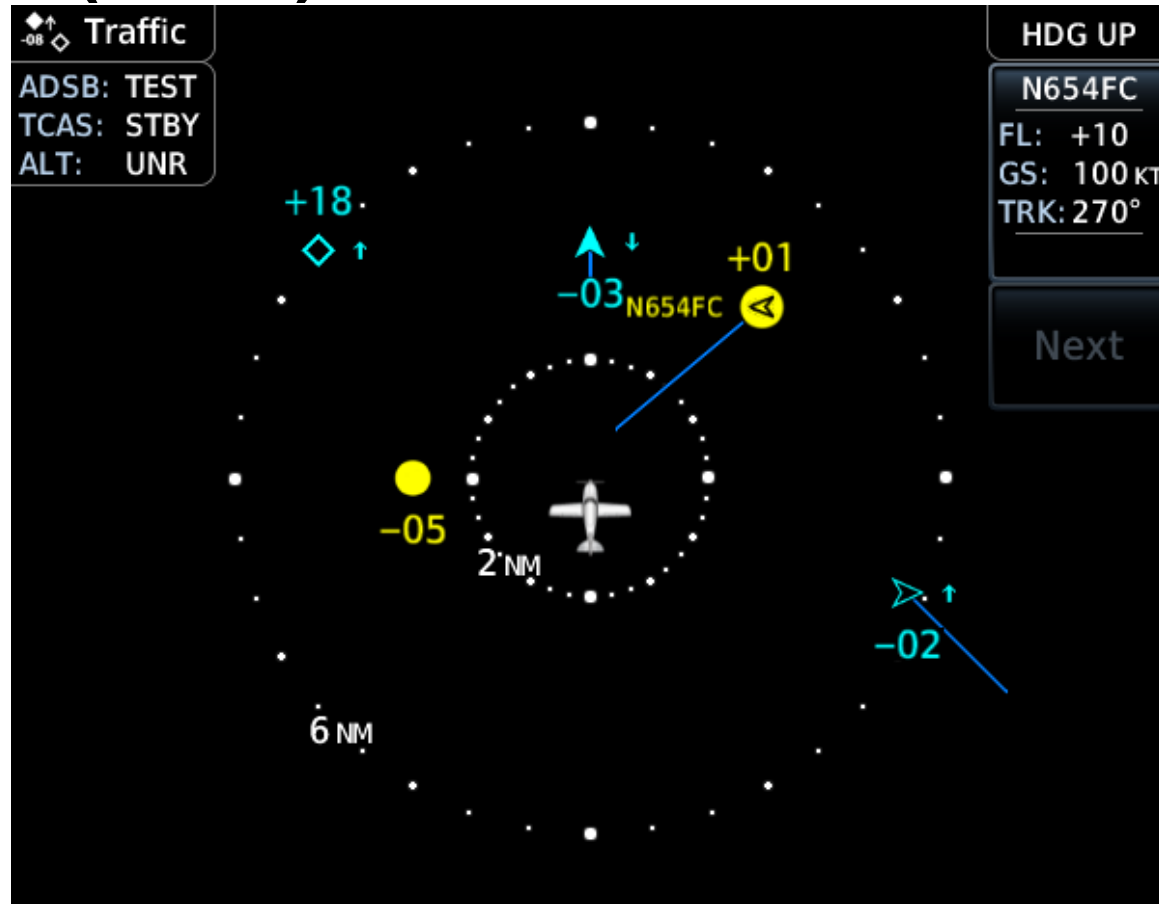 -08 Traffic
HDG UP
ADSB: TEST
TCAS: STBY
ALT: UNR
N654FC
FL: +10
GS: 100 KT
TRK: 270°
Next
+18
-03
+01
N654FC
-05
2 NM
-02
6 NM